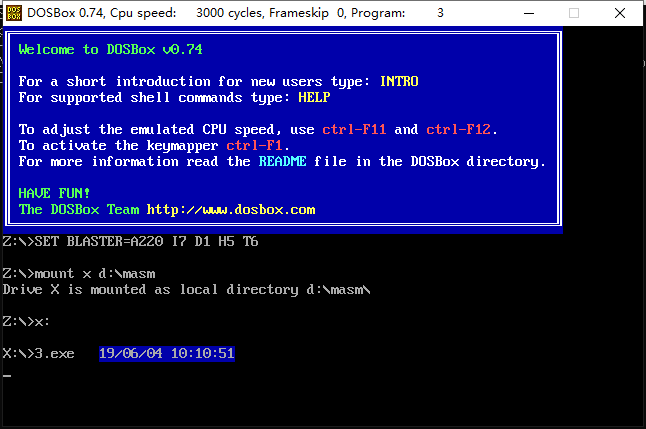 DOSBox 0.74, Cpu speed: 3000 cycles, Frameskip 0, Program: 3
Welcome to DOSBox v0.74
For a short introduction for new users type: INTRO
For supported shell commands type: HELP
To adjust the emulated CPU speed, use ctrl-F11 and ctrl-F12.
To activate the keymapper ctrl-F1.
For more information read the README file in the DOSBox directory.
HAVE FUN!
The DOSBox Team http://www.dosbox.com
Z:\>SET BLASTER=A220 I7 D1 H5 T6
Z:\>mount x d:\masm
Drive X is mounted as local directory d:\masm\
Z:\>x:
X:\>3.exe 19/06/04 10:10:51
_